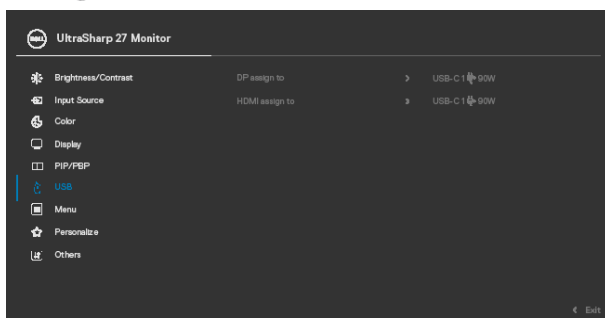 DELL UltraSharp 27 Monitor
Brightness/Contrast DP assign to USB-C1 90W
Input Source HDMI assign to USB-C1 90W
Color
Display
PIP/PBP
USB
Menu
Personalize
Others
Exit